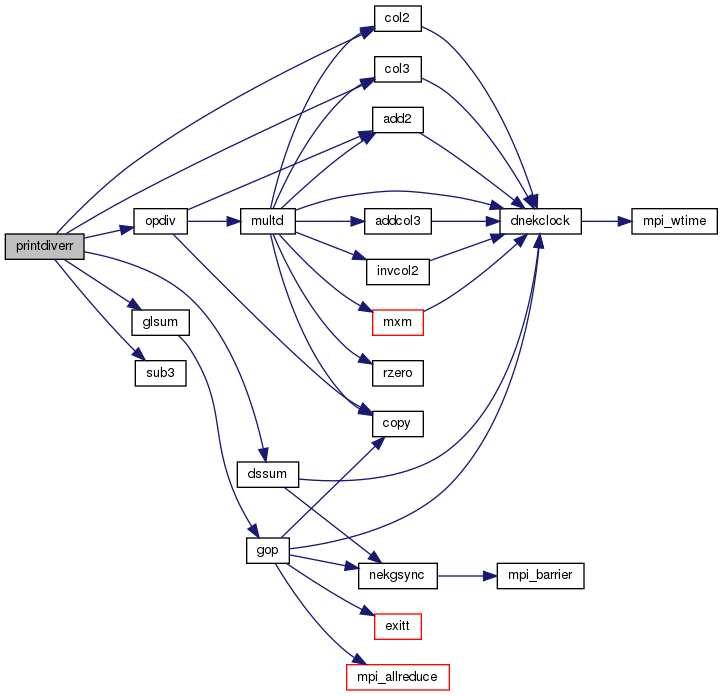 col2
col3
add2
opdiv
multd
addcol3
dnekclock
mpi_wtime
printdiverr
invcol2
glsum
mxm
sub3
rzero
copy
dssum
gop
nekgsync
mpi_barrier
exitt
mpi_allreduce